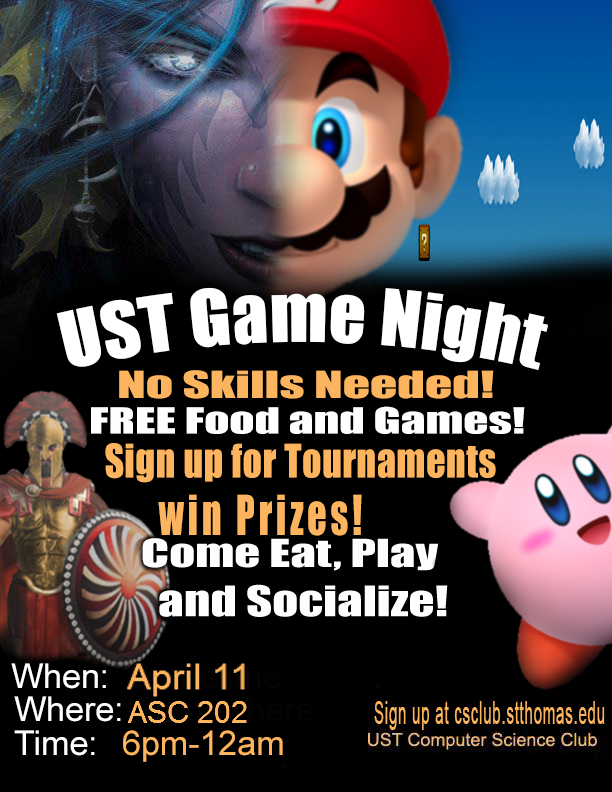 ?
UST Game Night
No Skills Needed!
FREE Food and Games!
Sign up for Tournaments
win Prizes!
Come Eat, Play
and Socialize!
When: April 11
Where: ASC 202
Time: 6pm-12am
Sign up at csclub.stthomas.edu
UST Computer Science Club